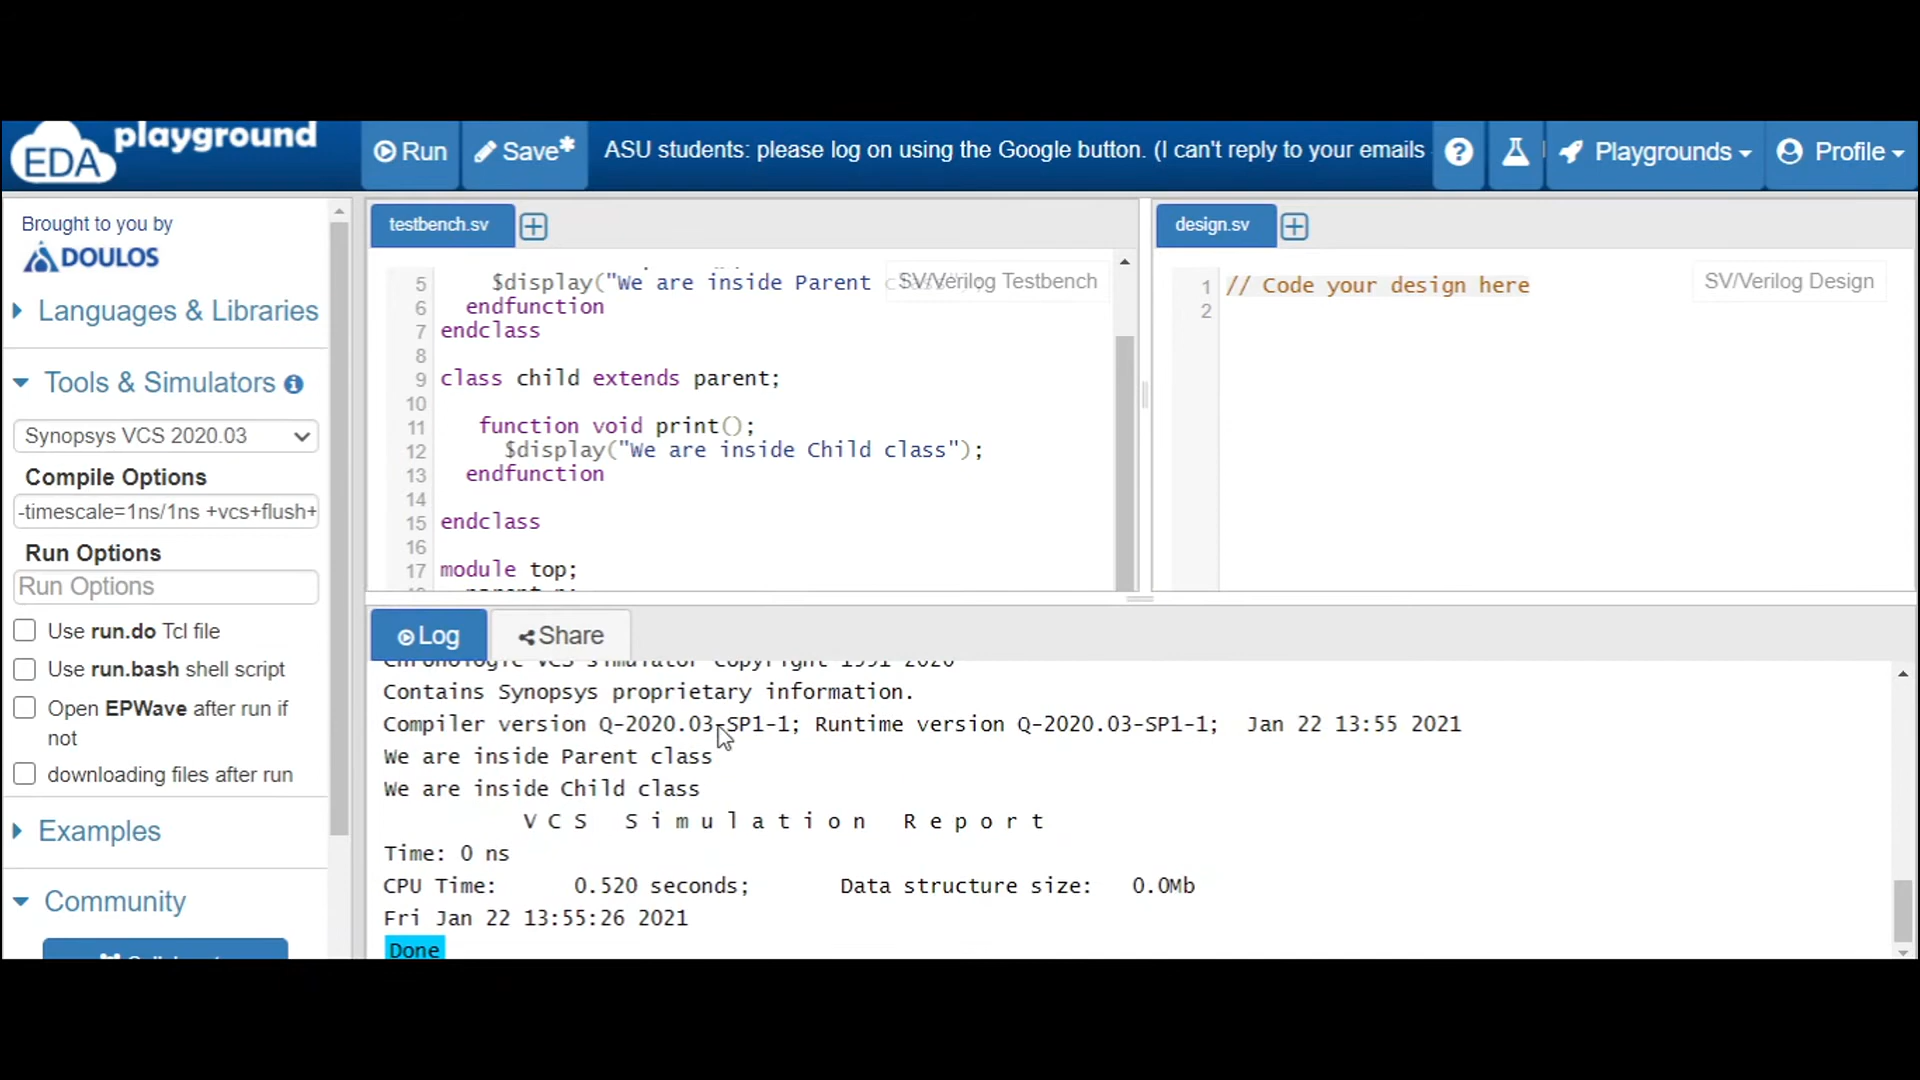 EDA playground
Run
Save*
ASU students: please log on using the Google button. (I can't reply to your emails
Playgrounds
Profile
Brought to you by
DOULOS
Languages & Libraries
Tools & Simulators
Synopsys VCS 2020.03
Compile Options
-timescale=1ns/1ns +vcs+flush+
Run Options
Run Options
Use run.do Tcl file
Use run.bash shell script
Open EPWave after run if
not
downloading files after run
Examples
Community
testbench.sv
SV/Verilog Testbench
5 $display("We are inside Parent
6 endfunction
7 endclass
8
9 class child extends parent;
10
11 function void print();
12 $display("We are inside Child class");
13 endfunction
14
15 endclass
16
17 module top;
design.sv
SV/Verilog Design
1 // Code your design here
2
Log
Share
Chronologic VCS simulator copyright 1991-2020
Contains Synopsys proprietary information.
Compiler version Q-2020.03-SP1-1; Runtime version Q-2020.03-SP1-1; Jan 22 13:55 2021
We are inside Parent class
We are inside Child class
V C S S i m u l a t i o n R e p o r t
Time: 0 ns
CPU Time: 0.520 seconds; Data structure size: 0.0Mb
Fri Jan 22 13:55:26 2021
Done